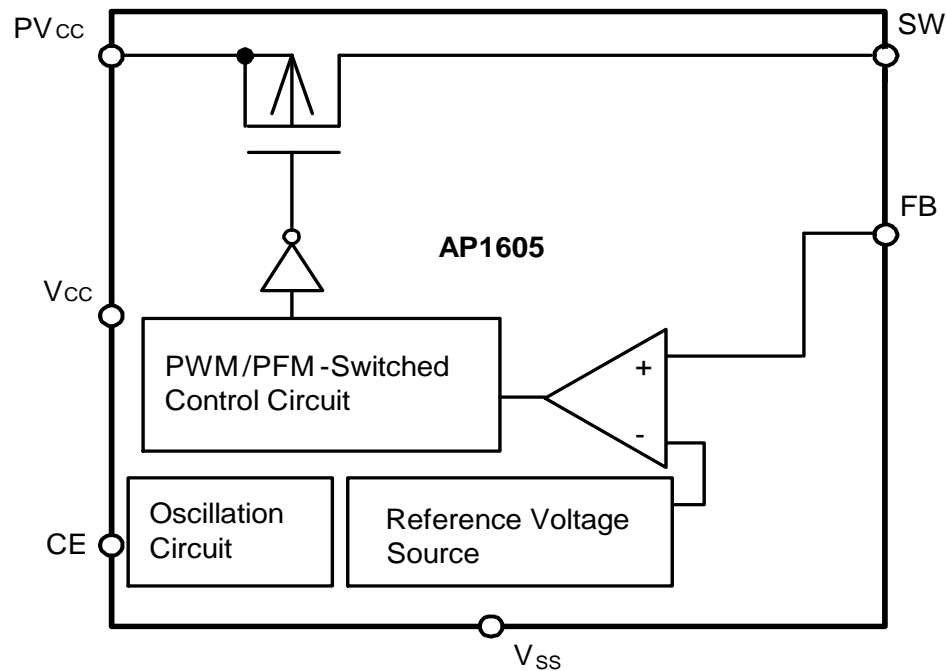 PVCC
SW
FB
AP1605
VCC
PWM/PFM-Switched
Control Circuit
+
-
Oscillation
Circuit
Reference Voltage
Source
CE
VSS